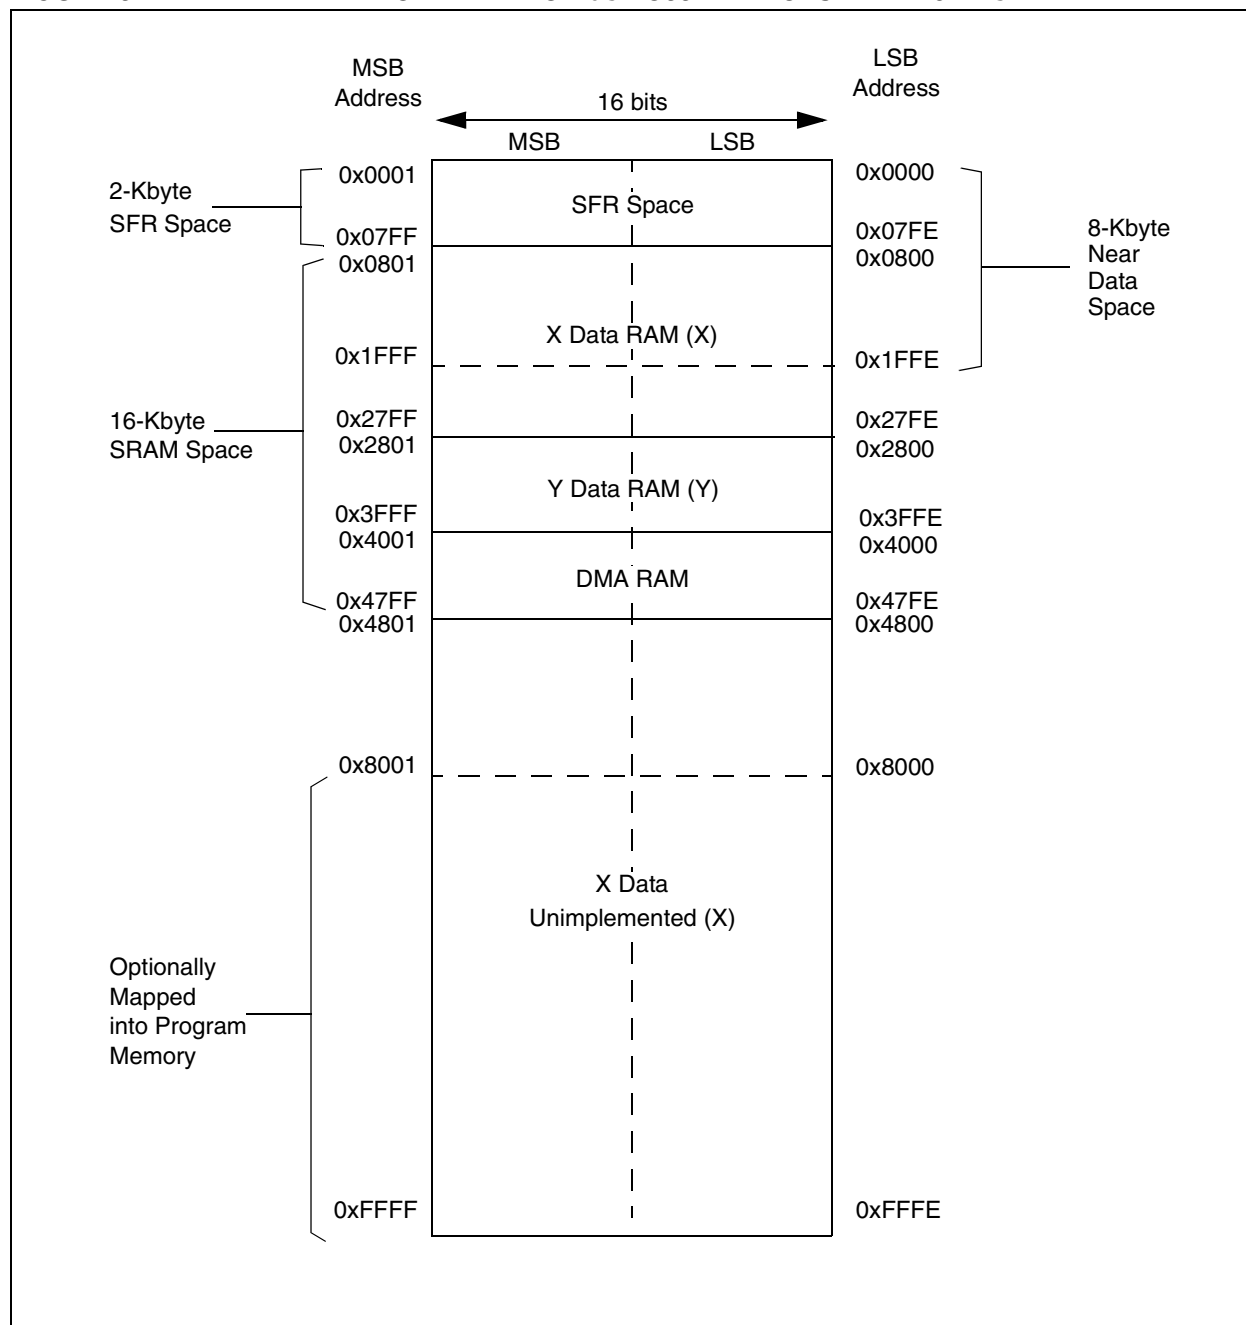 MSB
Address
LSB
Address
16 bits
MSB
LSB
2-Kbyte
SFR Space
0x0001
0x0000
SFR Space
0x07FF
0x07FE
0x0801
0x0800
8-Kbyte
Near
Data
Space
X Data RAM (X)
0x1FFF
0x1FFE
16-Kbyte
SRAM Space
0x27FF
0x27FE
0x2801
0x2800
Y Data RAM (Y)
0x3FFF
0x3FFE
0x4001
0x4000
DMA RAM
0x47FF
0x47FE
0x4801
0x4800
0x8001
0x8000
X Data
Unimplemented (X)
Optionally
Mapped
into Program
Memory
0xFFFF
0xFFFE